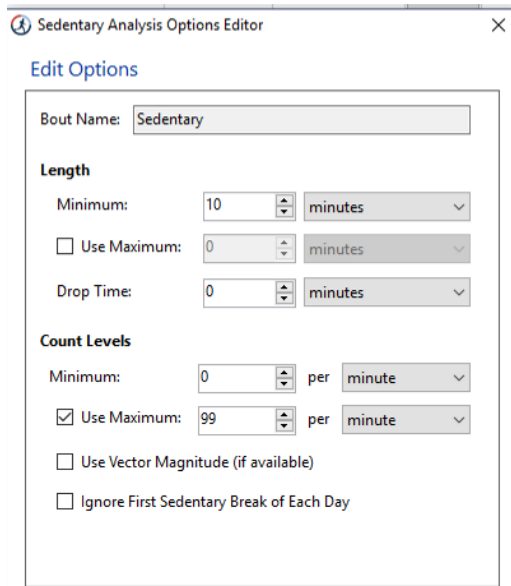 Sedentary Analysis Options Editor
Edit Options
Bout Name: Sedentary
Length
Minimum: 10 minutes
Use Maximum: 0 minutes
Drop Time: 0 minutes
Count Levels
Minimum: 0 per minute
Use Maximum: 99 per minute
Use Vector Magnitude (if available)
Ignore First Sedentary Break of Each Day